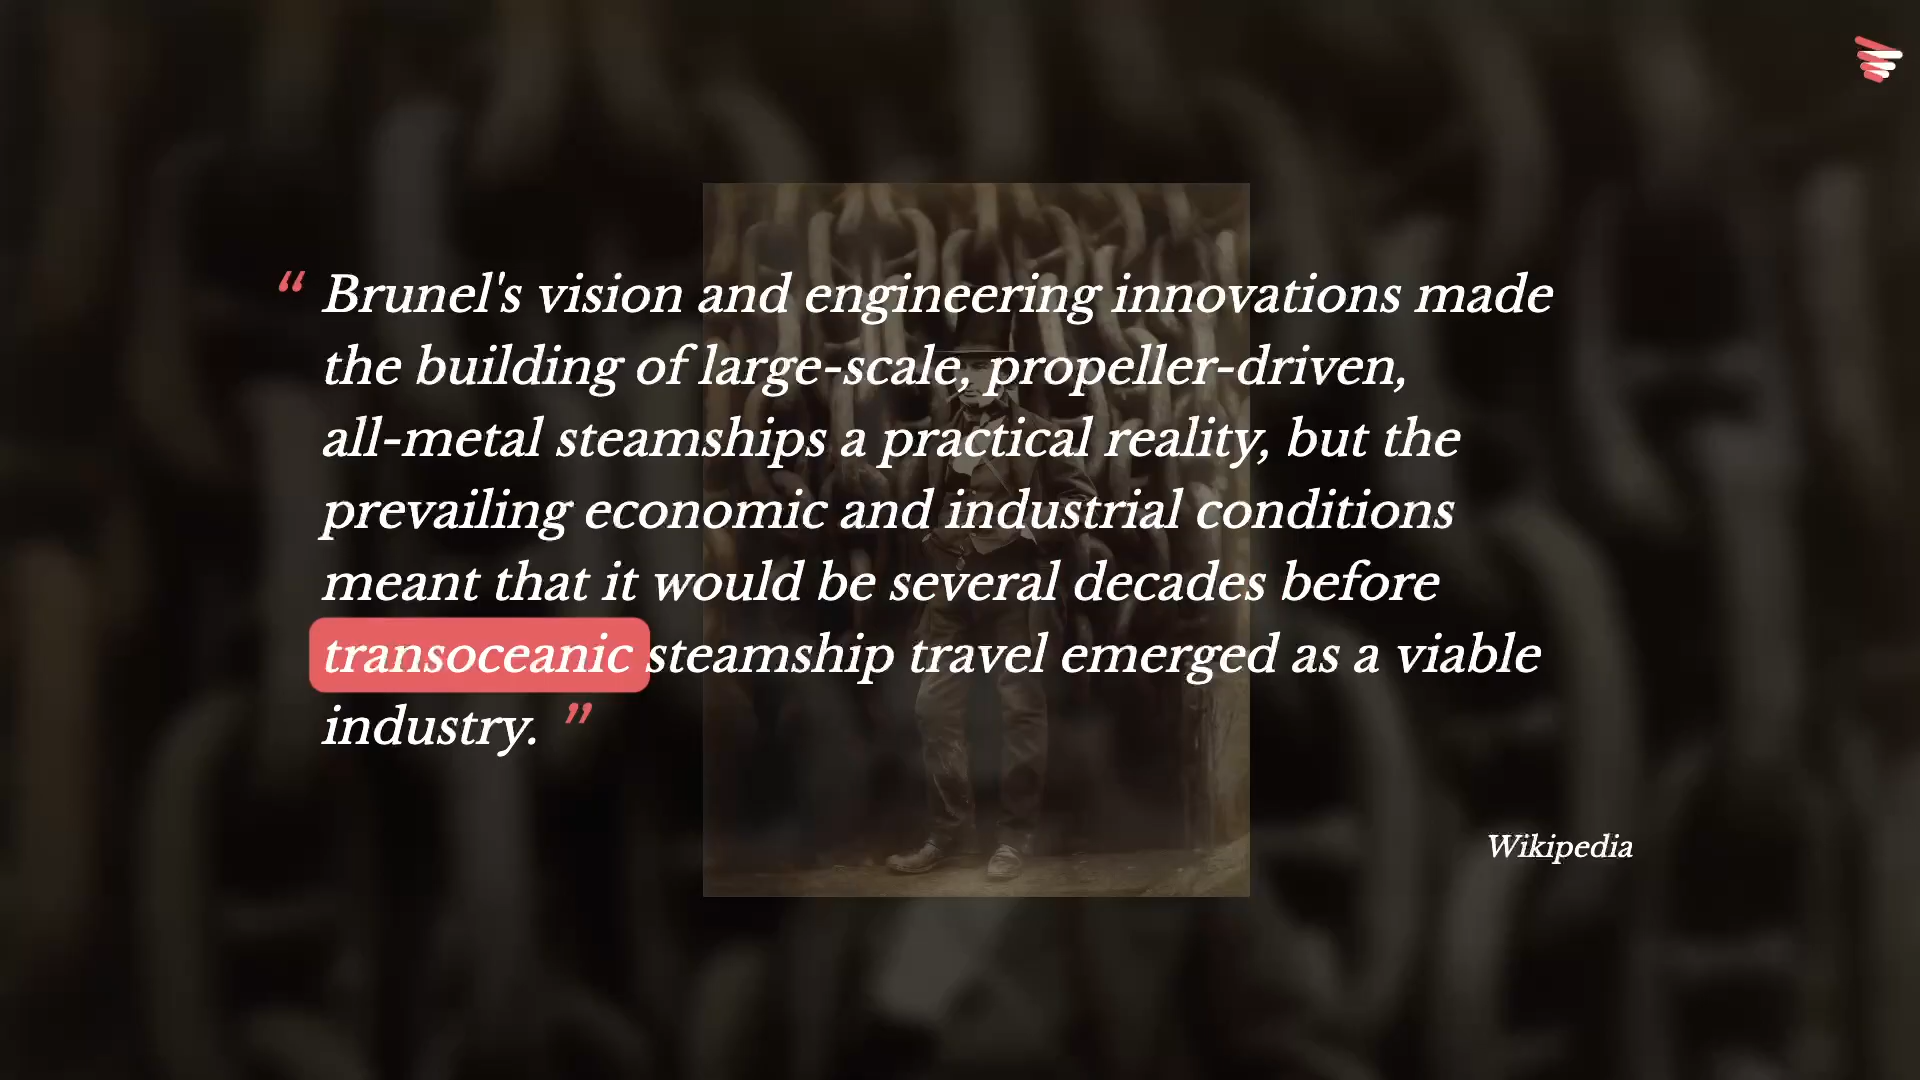 “ Brunel's vision and engineering innovations made
the building of large-scale, propeller-driven,
all-metal steamships a practical reality, but the
prevailing economic and industrial conditions
meant that it would be several decades before
transoceanic steamship travel emerged as a viable
industry. ”
Wikipedia